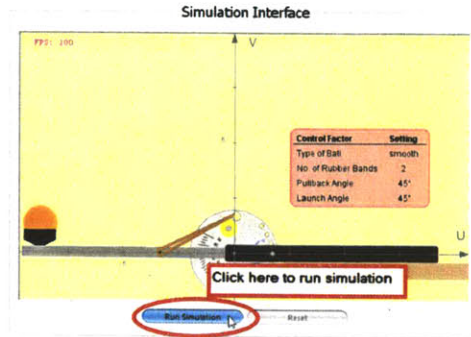 Simulation Interface
FPS: 100
V
Control Factor Setting
Type of Ball smooth
No. of Rubber Bands 2
Pullback Angle 45°
Launch Angle 45°
U
Click here to run simulation
Run Simulation
Reset